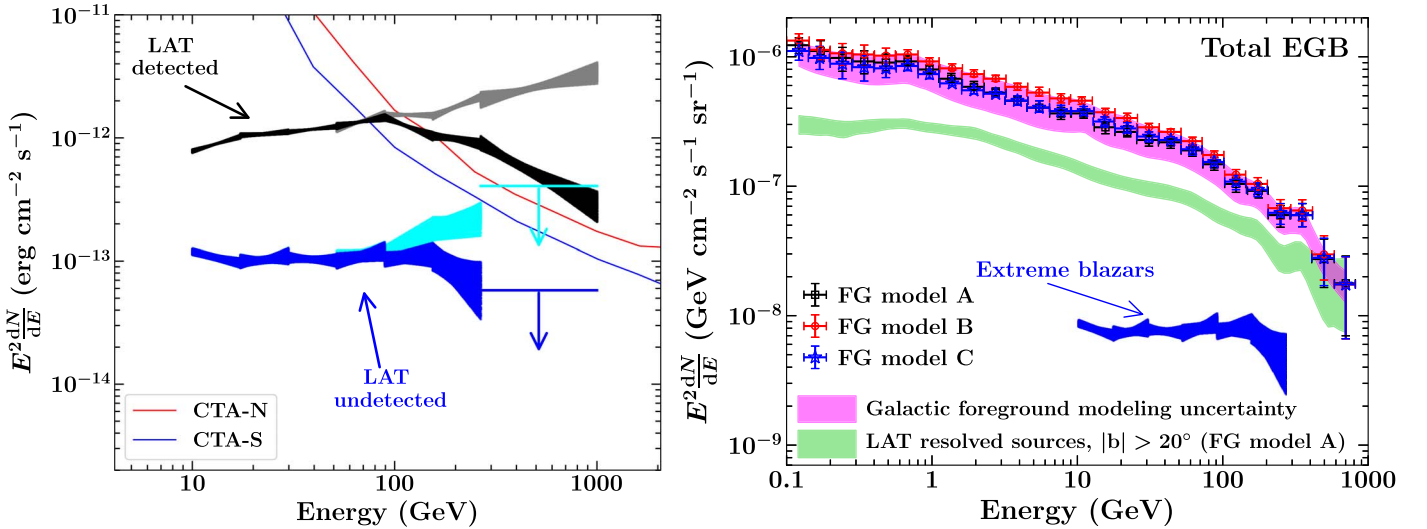 10⁻¹¹
10⁻¹²
10⁻¹³
10⁻¹⁴
E² dN/dE (erg cm⁻² s⁻¹)
LAT
detected
LAT
undetected
CTA-N
CTA-S
10 100 1000
Energy (GeV)
10⁻⁶
10⁻⁷
10⁻⁸
10⁻⁹
E² dN/dE (GeV cm⁻² s⁻¹ sr⁻¹)
Total EGB
Extreme blazars
FG model A
FG model B
FG model C
Galactic foreground modeling uncertainty
LAT resolved sources, |b| > 20° (FG model A)
0.1 1 10 100 1000
Energy (GeV)